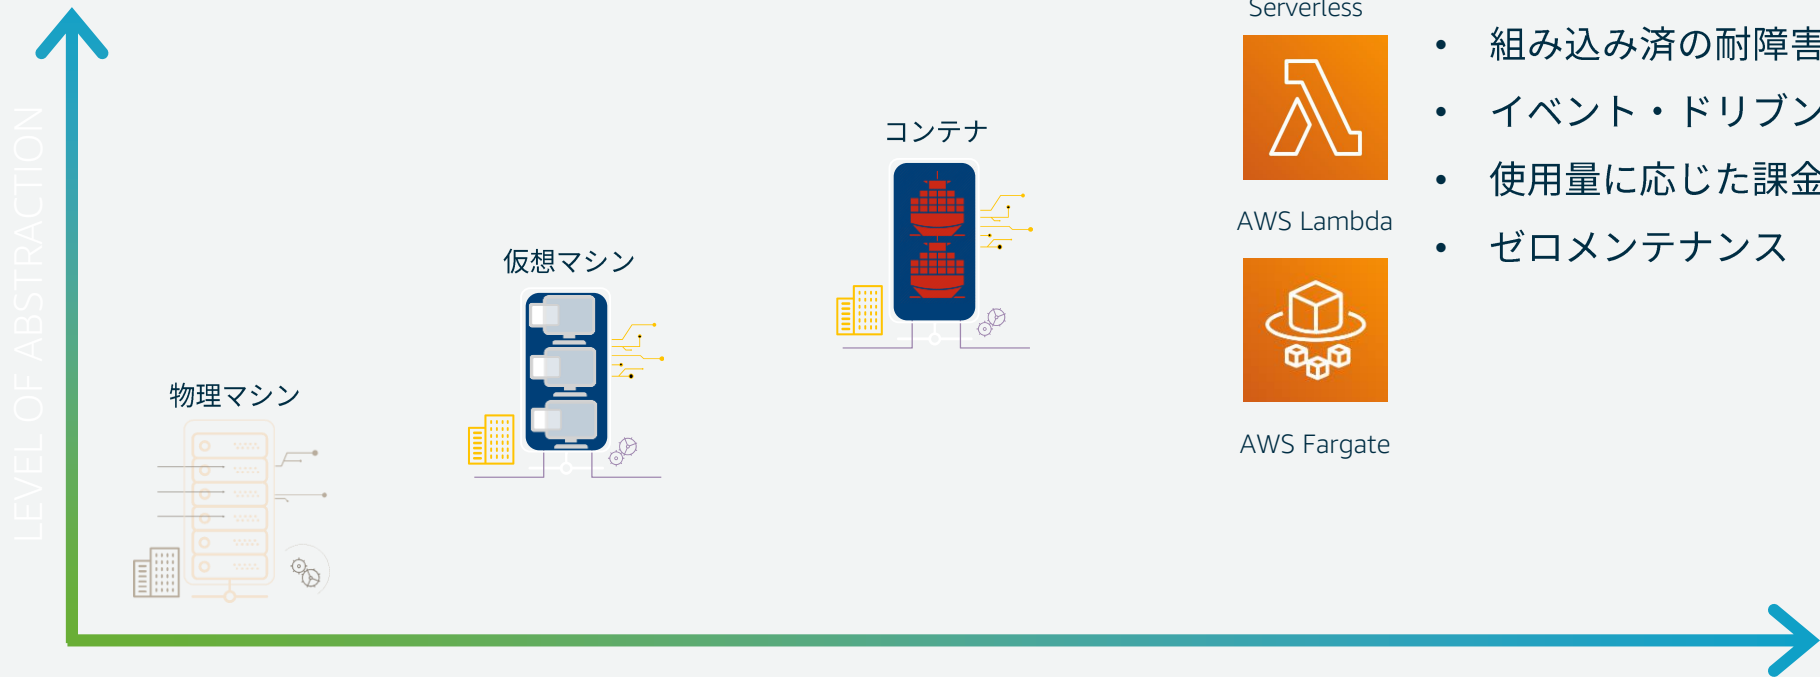 Serverless
組み込み済の耐障害
イベント・ドリブン
使用量に応じた課金
ゼロメンテナンス
AWS Lambda
AWS Fargate
コンテナ
仮想マシン
物理マシン
LEVEL OF ABSTRACTION